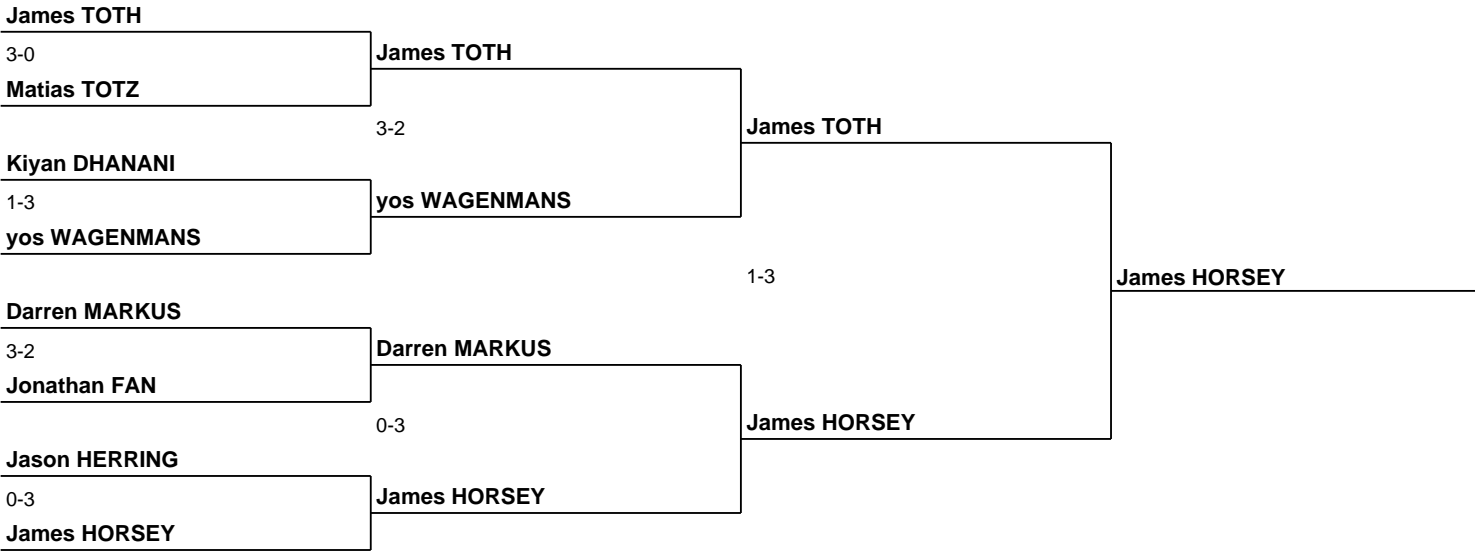 James TOTH
3-0
Matias TOTZ
Kiyan DHANANI
1-3
yos WAGENMANS
Darren MARKUS
3-2
Jonathan FAN
Jason HERRING
0-3
James HORSEY
James TOTH
3-2
yos WAGENMANS
Darren MARKUS
0-3
James HORSEY
James TOTH
1-3
James HORSEY
James HORSEY